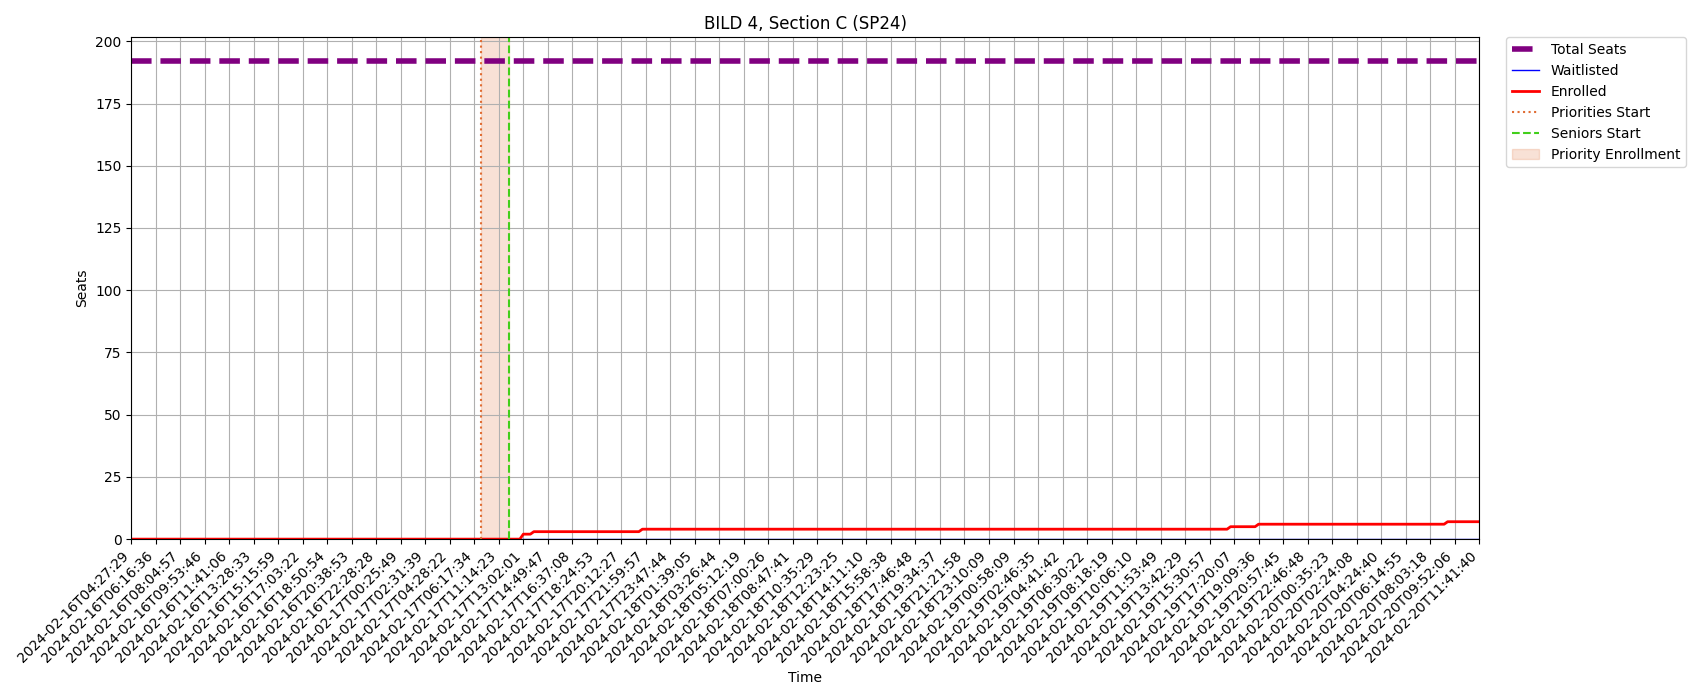 BILD 4, Section C (SP24)
200
175
150
125
100
75
50
25
0
Seats
2024-02-16T04:27:29
2024-02-16T06:16:36
2024-02-16T08:04:57
2024-02-16T09:53:46
2024-02-16T11:41:06
2024-02-16T13:28:33
2024-02-16T15:15:59
2024-02-16T17:03:22
2024-02-16T18:50:54
2024-02-16T20:38:53
2024-02-16T22:28:28
2024-02-17T00:25:49
2024-02-17T02:31:39
2024-02-17T04:28:22
2024-02-17T06:17:34
2024-02-17T11:14:23
2024-02-17T13:02:01
2024-02-17T14:49:47
2024-02-17T16:37:08
2024-02-17T18:24:53
2024-02-17T20:12:27
2024-02-17T21:59:57
2024-02-17T23:47:44
2024-02-18T01:39:05
2024-02-18T03:26:44
2024-02-18T05:12:19
2024-02-18T07:00:26
2024-02-18T08:47:41
2024-02-18T10:35:29
2024-02-18T12:23:25
2024-02-18T14:11:10
2024-02-18T15:58:38
2024-02-18T17:46:48
2024-02-18T19:34:37
2024-02-18T21:21:58
2024-02-18T23:10:09
2024-02-19T00:58:09
2024-02-19T02:46:35
2024-02-19T04:41:42
2024-02-19T06:30:22
2024-02-19T08:18:19
2024-02-19T10:06:10
2024-02-19T11:53:49
2024-02-19T13:42:29
2024-02-19T15:30:57
2024-02-19T17:20:07
2024-02-19T19:09:36
2024-02-19T20:57:45
2024-02-19T22:46:48
2024-02-20T00:35:23
2024-02-20T02:24:08
2024-02-20T04:24:40
2024-02-20T06:14:55
2024-02-20T08:03:18
2024-02-20T09:52:06
2024-02-20T11:41:40
Time
Total Seats
Waitlisted
Enrolled
Priorities Start
Seniors Start
Priority Enrollment